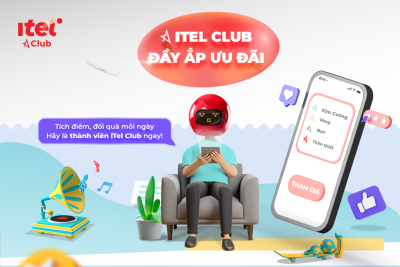 itel
Club
ITEL CLUB
ĐẦY ẮP ƯU ĐÃI
Tích điểm, đổi quà mỗi ngày
Hãy là thành viên iTel Club ngay!
Kim Cương
Vàng
Bạc
Thân thiết
THAM GIA